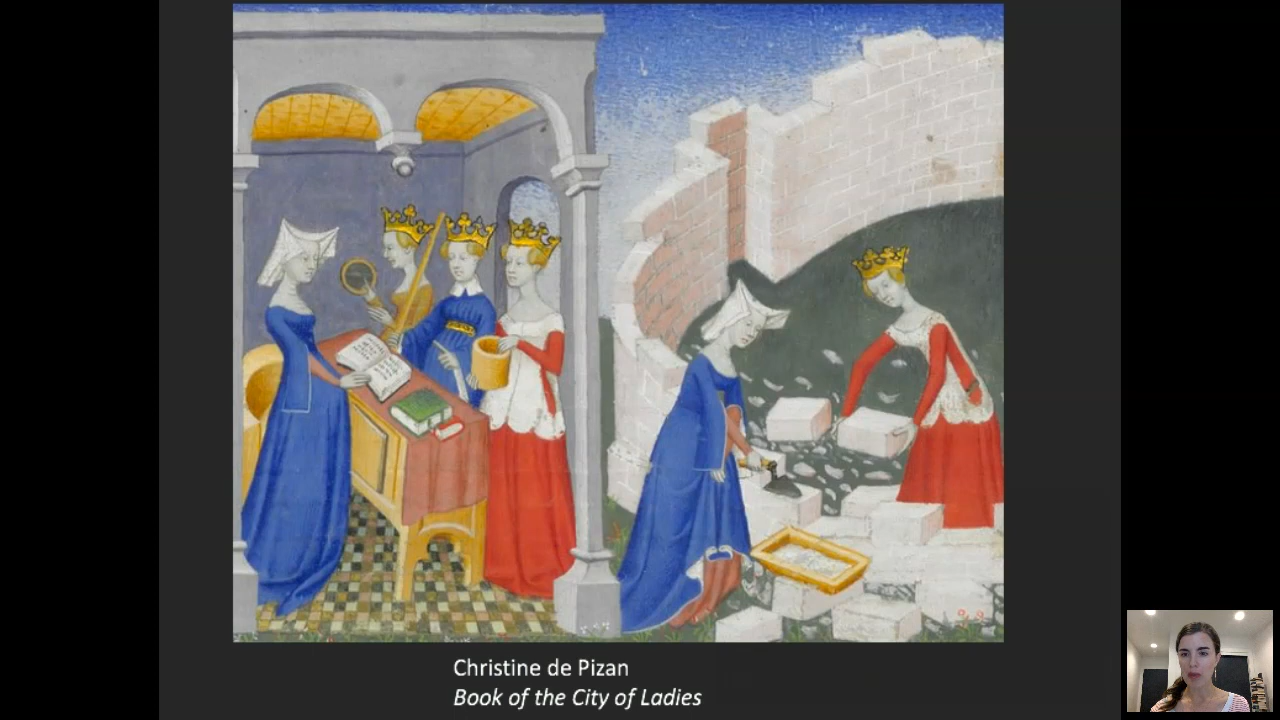 Christine de Pizan
Book of the City of Ladies